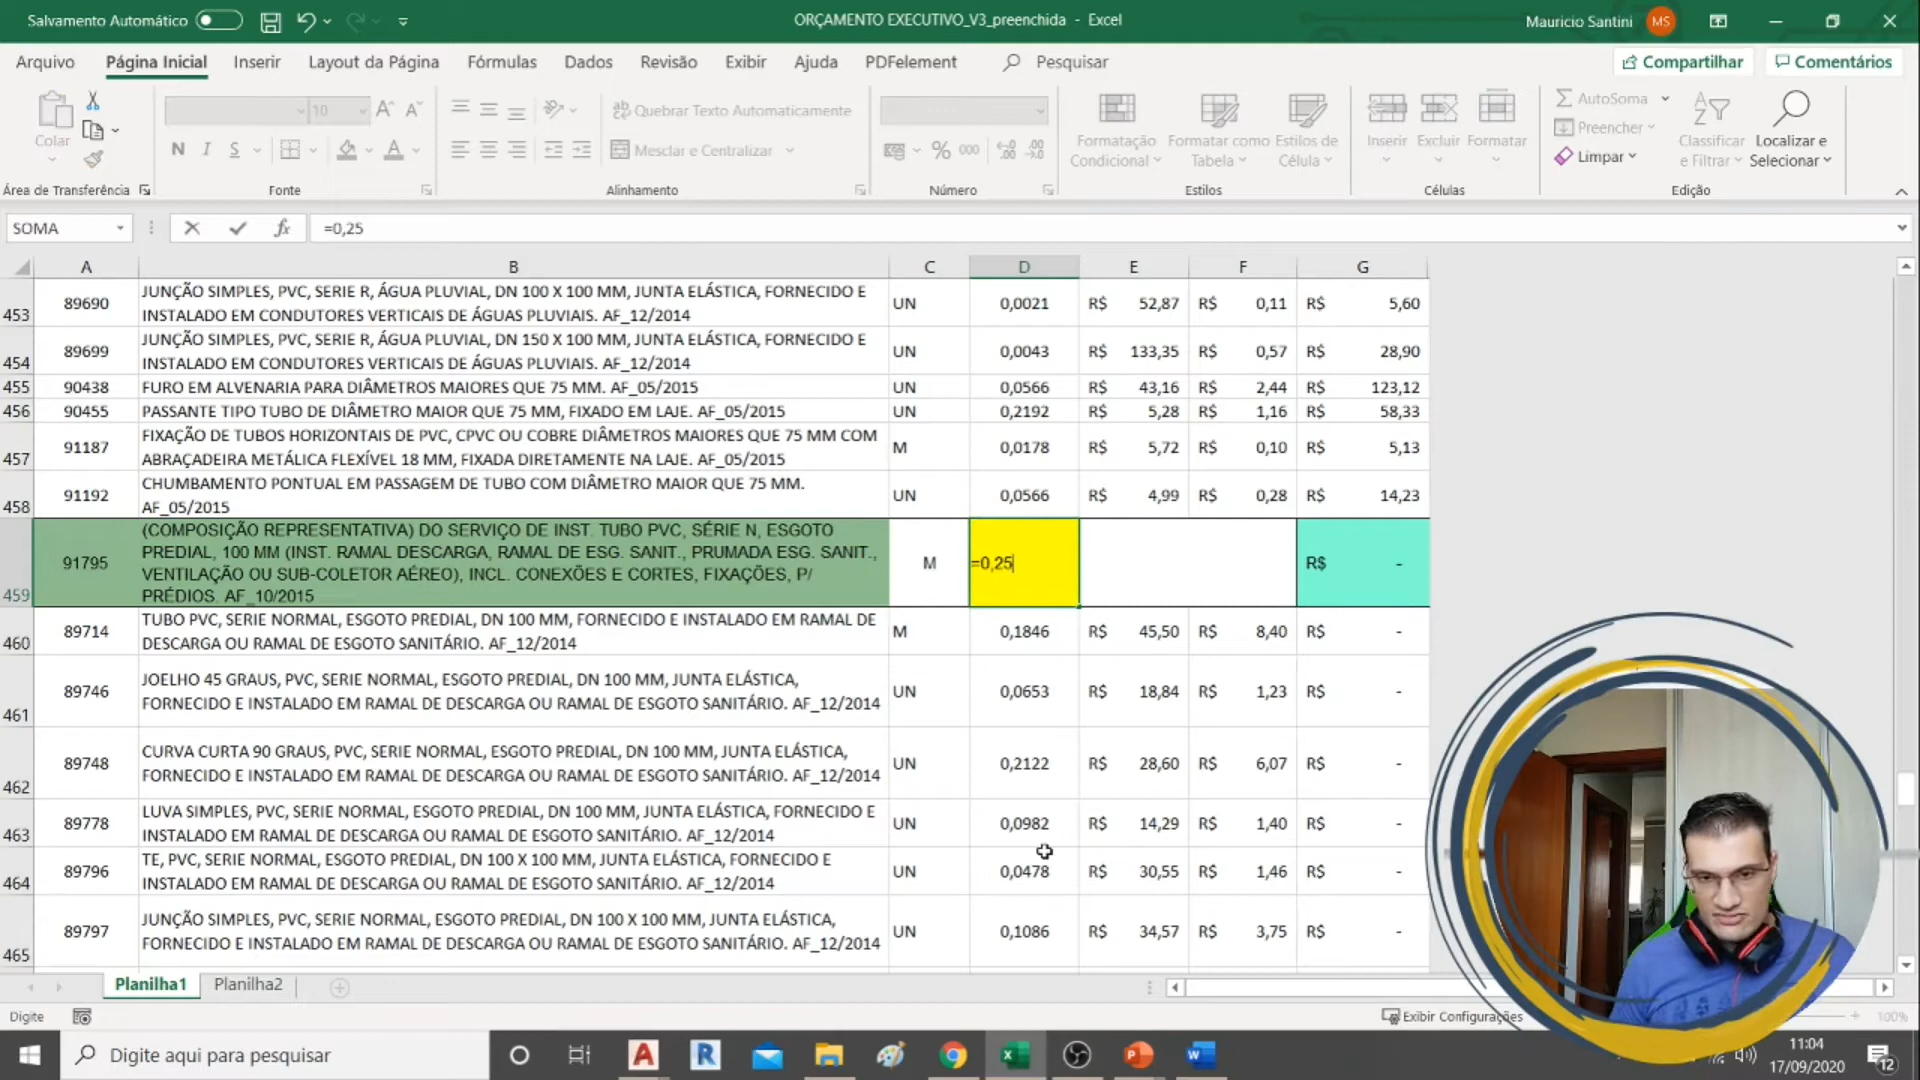 Salvamento Automático
ORÇAMENTO EXECUTIVO_V3_preenchida - Excel
Mauricio Santini MS
Arquivo Página Inicial Inserir Layout da Página Fórmulas Dados Revisão Exibir Ajuda PDFelement Pesquisar Compartilhar Comentários
Colar
10
N I S
Quebrar Texto Automaticamente
Mesclar e Centralizar
% 000
Formatação Condicional
Formatar como Tabela
Estilos de Célula
Inserir Excluir Formatar
AutoSoma
Preencher
Limpar
Classificar e Filtrar
Localizar e Selecionar
Área de Transferência Fonte Alinhamento Número Estilos Células Edição
SOMA fx =0,25
A B C D E F G
453 89690 JUNÇÃO SIMPLES, PVC, SERIE R, ÁGUA PLUVIAL, DN 100 X 100 MM, JUNTA ELÁSTICA, FORNECIDO E UN 0,0021 R$ 52,87 R$ 0,11 R$ 5,60
INSTALADO EM CONDUTORES VERTICAIS DE ÁGUAS PLUVIAIS. AF_12/2014
454 89699 JUNÇÃO SIMPLES, PVC, SERIE R, ÁGUA PLUVIAL, DN 150 X 100 MM, JUNTA ELÁSTICA, FORNECIDO E UN 0,0043 R$ 133,35 R$ 0,57 R$ 28,90
INSTALADO EM CONDUTORES VERTICAIS DE ÁGUAS PLUVIAIS. AF_12/2014
455 90438 FURO EM ALVENARIA PARA DIÂMETROS MAIORES QUE 75 MM. AF_05/2015 UN 0,0566 R$ 43,16 R$ 2,44 R$ 123,12
456 90455 PASSANTE TIPO TUBO DE DIÂMETRO MAIOR QUE 75 MM, FIXADO EM LAJE. AF_05/2015 UN 0,2192 R$ 5,28 R$ 1,16 R$ 58,33
457 91187 FIXAÇÃO DE TUBOS HORIZONTAIS DE PVC, CPVC OU COBRE DIÂMETROS MAIORES QUE 75 MM COM M 0,0178 R$ 5,72 R$ 0,10 R$ 5,13
ABRAÇADEIRA METÁLICA FLEXÍVEL 18 MM, FIXADA DIRETAMENTE NA LAJE. AF_05/2015
458 91192 CHUMBAMENTO PONTUAL EM PASSAGEM DE TUBO COM DIÂMETRO MAIOR QUE 75 MM. UN 0,0566 R$ 4,99 R$ 0,28 R$ 14,23
AF_05/2015
459 91795 (COMPOSIÇÃO REPRESENTATIVA) DO SERVIÇO DE INST. TUBO PVC, SÉRIE N, ESGOTO M =0,25 R$ -
PREDIAL, 100 MM (INST. RAMAL DESCARGA, RAMAL DE ESG. SANIT., PRUMADA ESG. SANIT.,
VENTILAÇÃO OU SUB-COLETOR AÉREO), INCL. CONEXÕES E CORTES, FIXAÇÕES, P/
PRÉDIOS. AF_10/2015
460 89714 TUBO PVC, SERIE NORMAL, ESGOTO PREDIAL, DN 100 MM, FORNECIDO E INSTALADO EM RAMAL DE M 0,1846 R$ 45,50 R$ 8,40 R$ -
DESCARGA OU RAMAL DE ESGOTO SANITÁRIO. AF_12/2014
461 89746 JOELHO 45 GRAUS, PVC, SERIE NORMAL, ESGOTO PREDIAL, DN 100 MM, JUNTA ELÁSTICA, UN 0,0653 R$ 18,84 R$ 1,23 R$ -
FORNECIDO E INSTALADO EM RAMAL DE DESCARGA OU RAMAL DE ESGOTO SANITÁRIO. AF_12/2014
462 89748 CURVA CURTA 90 GRAUS, PVC, SERIE NORMAL, ESGOTO PREDIAL, DN 100 MM, JUNTA ELÁSTICA, UN 0,2122 R$ 28,60 R$ 6,07 R$ -
FORNECIDO E INSTALADO EM RAMAL DE DESCARGA OU RAMAL DE ESGOTO SANITÁRIO. AF_12/2014
463 89778 LUVA SIMPLES, PVC, SERIE NORMAL, ESGOTO PREDIAL, DN 100 MM, JUNTA ELÁSTICA, FORNECIDO E UN 0,0982 R$ 14,29 R$ 1,40 R$ -
INSTALADO EM RAMAL DE DESCARGA OU RAMAL DE ESGOTO SANITÁRIO. AF_12/2014
464 89796 TE, PVC, SERIE NORMAL, ESGOTO PREDIAL, DN 100 X 100 MM, JUNTA ELÁSTICA, FORNECIDO E UN 0,0478 R$ 30,55 R$ 1,46 R$ -
INSTALADO EM RAMAL DE DESCARGA OU RAMAL DE ESGOTO SANITÁRIO. AF_12/2014
465 89797 JUNÇÃO SIMPLES, PVC, SERIE NORMAL, ESGOTO PREDIAL, DN 100 X 100 MM, JUNTA ELÁSTICA, UN 0,1086 R$ 34,57 R$ 3,75 R$ -
FORNECIDO E INSTALADO EM RAMAL DE DESCARGA OU RAMAL DE ESGOTO SANITÁRIO. AF_12/2014
Planilha1 Planilha2
Digite Exibir Configurações 100%
Digite aqui para pesquisar
11:04
17/09/2020
12